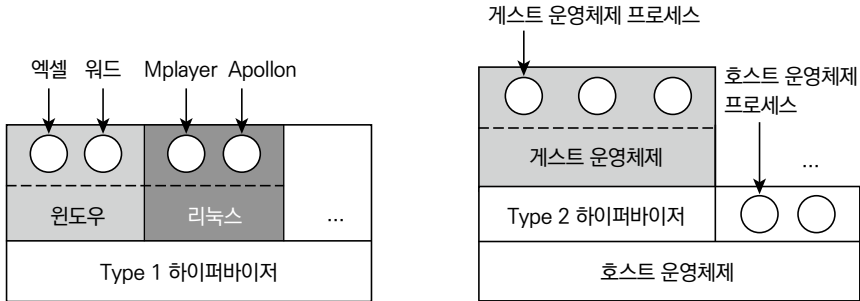 엑셀 워드 Mplayer Apollon
윈도우 리눅스 ...
Type 1 하이퍼바이저
게스트 운영체제 프로세스
호스트 운영체제
프로세스
게스트 운영체제
...
Type 2 하이퍼바이저
호스트 운영체제